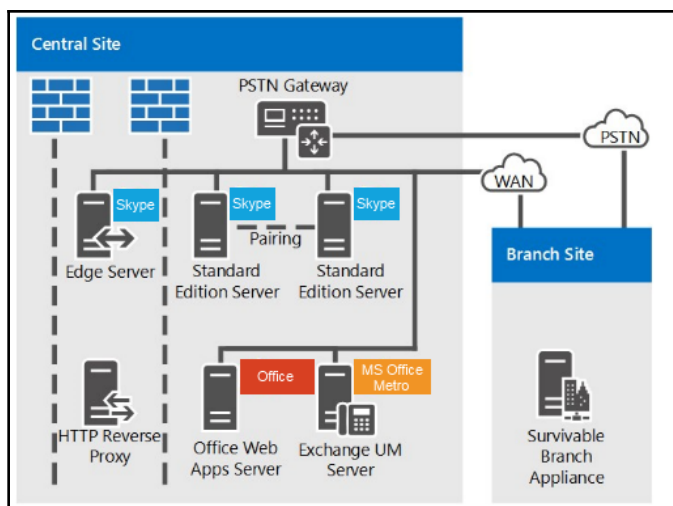 Central Site
PSTN Gateway
PSTN
WAN
Skype
Skype
Skype
Pairing
Edge Server
Standard
Edition Server
Standard
Edition Server
Branch Site
Office
MS Office
Metro
HTTP Reverse
Proxy
Office Web
Apps Server
Exchange UM
Server
Survivable
Branch
Appliance